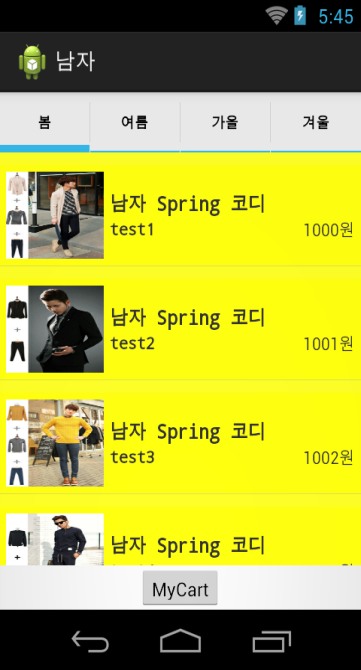 5:45
남자
봄 여름 가을 겨울
남자 Spring 코디
test1 1000원
남자 Spring 코디
test2 1001원
남자 Spring 코디
test3 1002원
남자 Spring 코디
MyCart